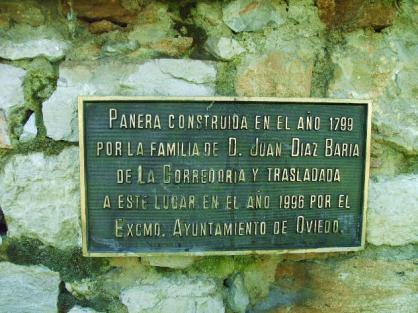 PANERA CONSTRUIDA EN EL AÑO 1799
POR LA FAMILIA DE D. JUAN DIAZ BARIA
DE LA CORREDORIA Y TRASLADADA
A ESTE LUGAR EN EL AÑO 1996 POR EL
EXCMO. AYUNTAMIENTO DE OVIEDO.